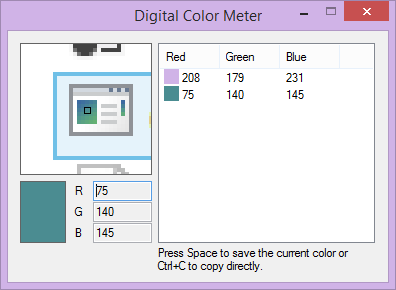 Digital Color Meter
Red Green Blue
208 179 231
75 140 145
R 75
G 140
B 145
Press Space to save the current color or
Ctrl+C to copy directly.